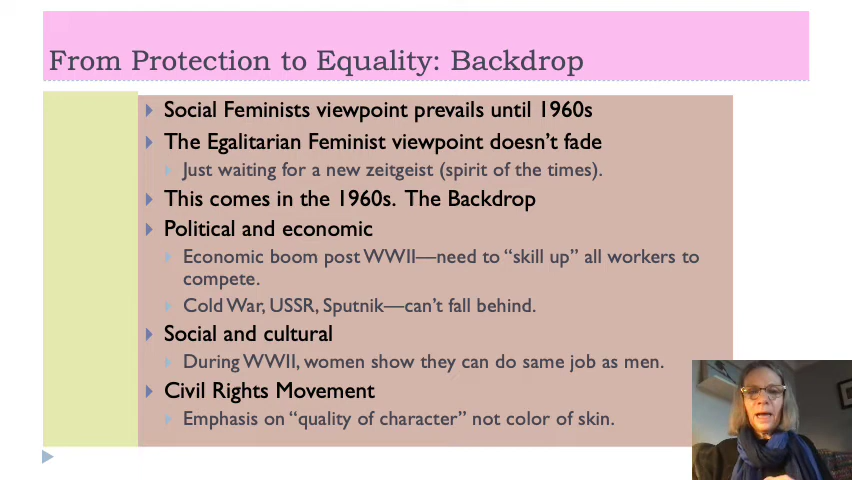 From Protection to Equality: Backdrop
Social Feminists viewpoint prevails until 1960s
The Egalitarian Feminist viewpoint doesn’t fade
Just waiting for a new zeitgeist (spirit of the times).
This comes in the 1960s. The Backdrop
Political and economic
Economic boom post WWII—need to “skill up” all workers to
compete.
Cold War, USSR, Sputnik—can’t fall behind.
Social and cultural
During WWII, women show they can do same job as men.
Civil Rights Movement
Emphasis on “quality of character” not color of skin.